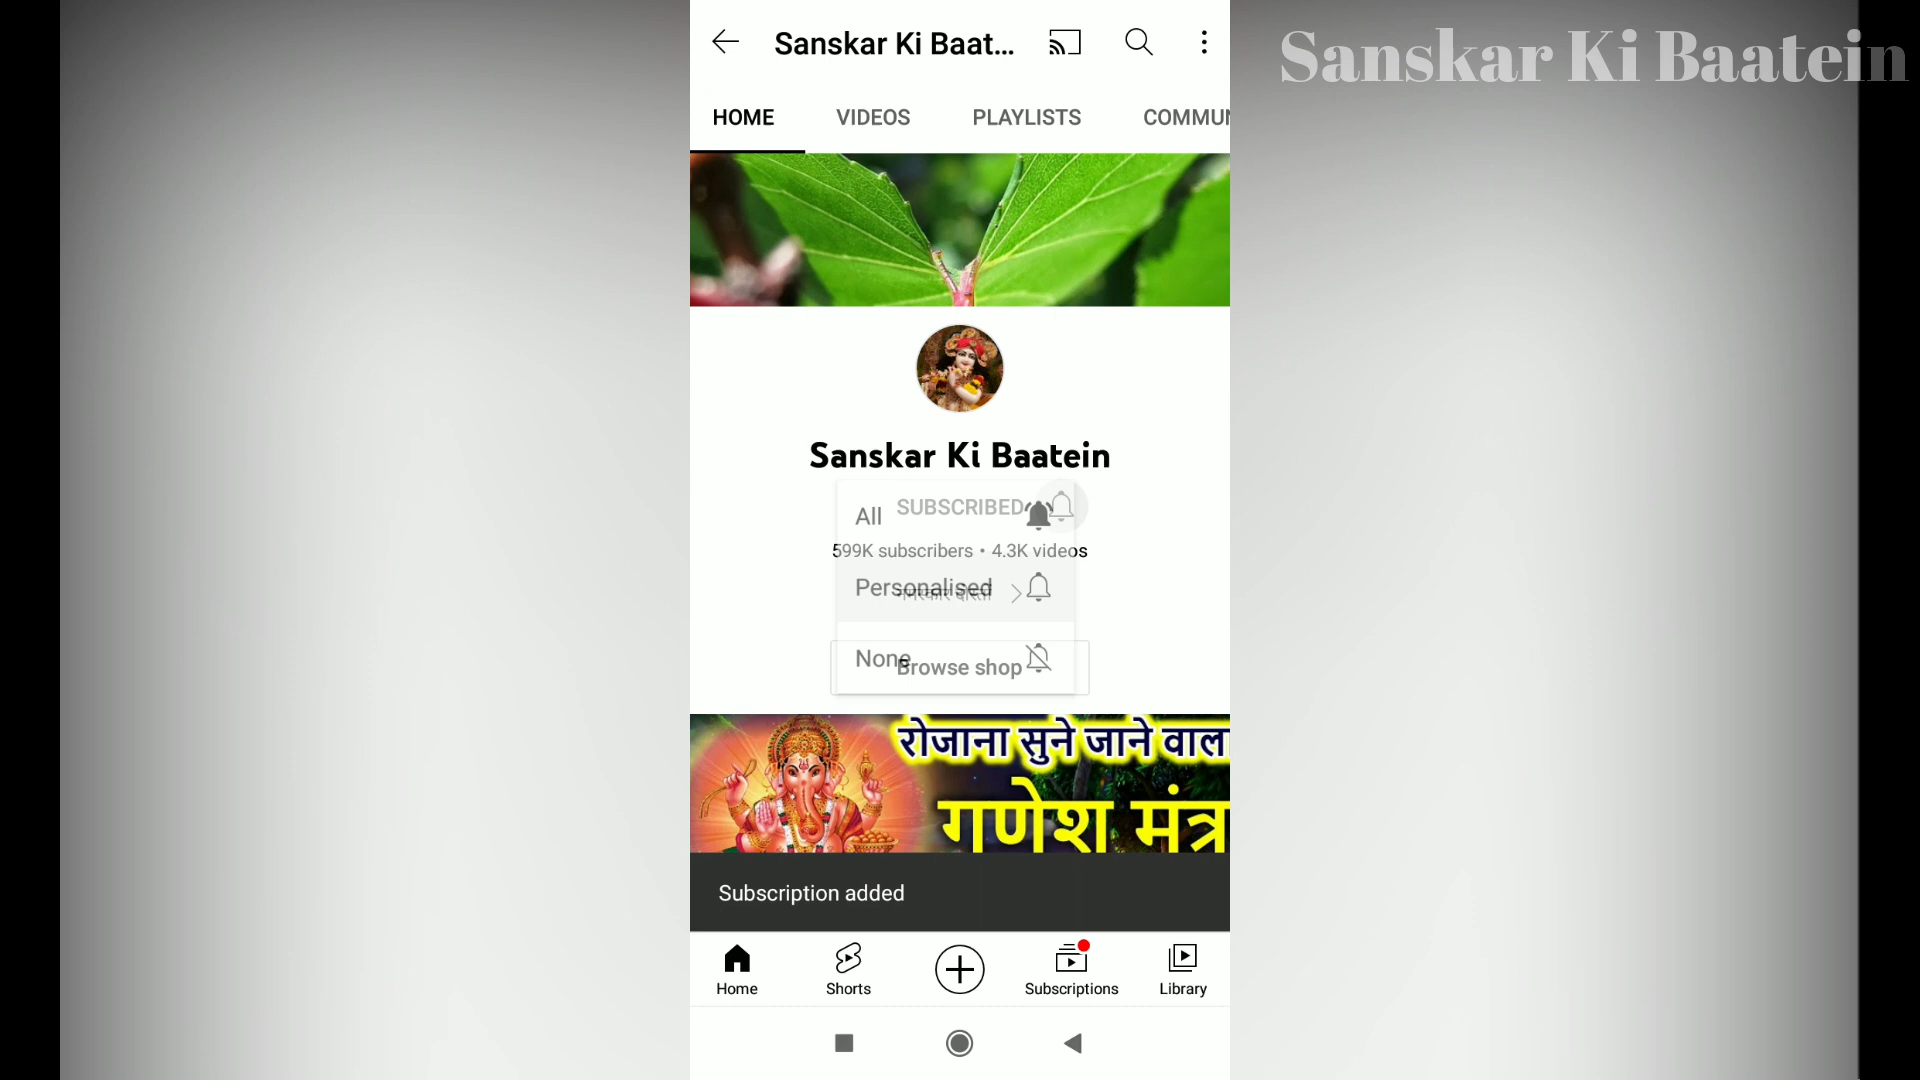 Sanskar Ki Baatein
Sanskar Ki Baat...
HOME VIDEOS PLAYLISTS COMMUN
Sanskar Ki Baatein
SUBSCRIBED
All
599K subscribers • 4.3K videos
Personalised
None
Browse shop
रोजाना सुने जाने वाला
गणेश मंत्र
Subscription added
Home Shorts Subscriptions Library